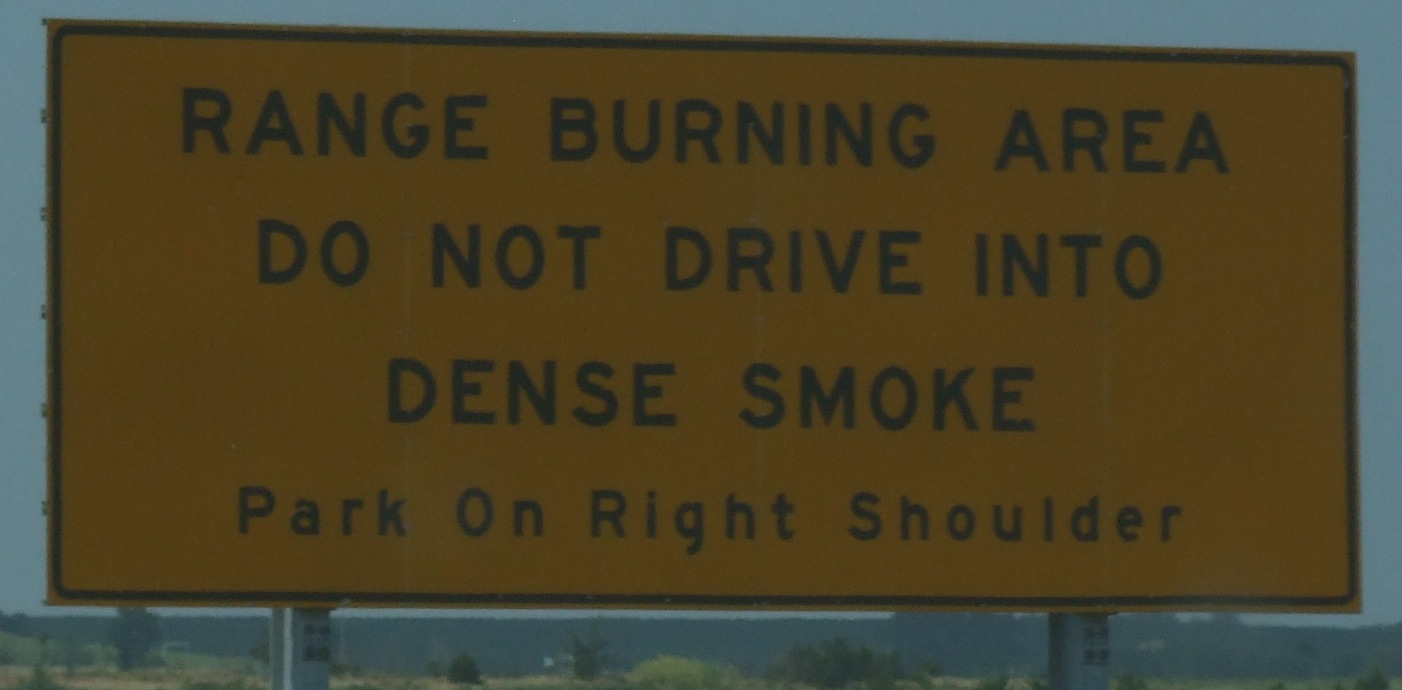 RANGE BURNING AREA
DO NOT DRIVE INTO
DENSE SMOKE
Park On Right Shoulder